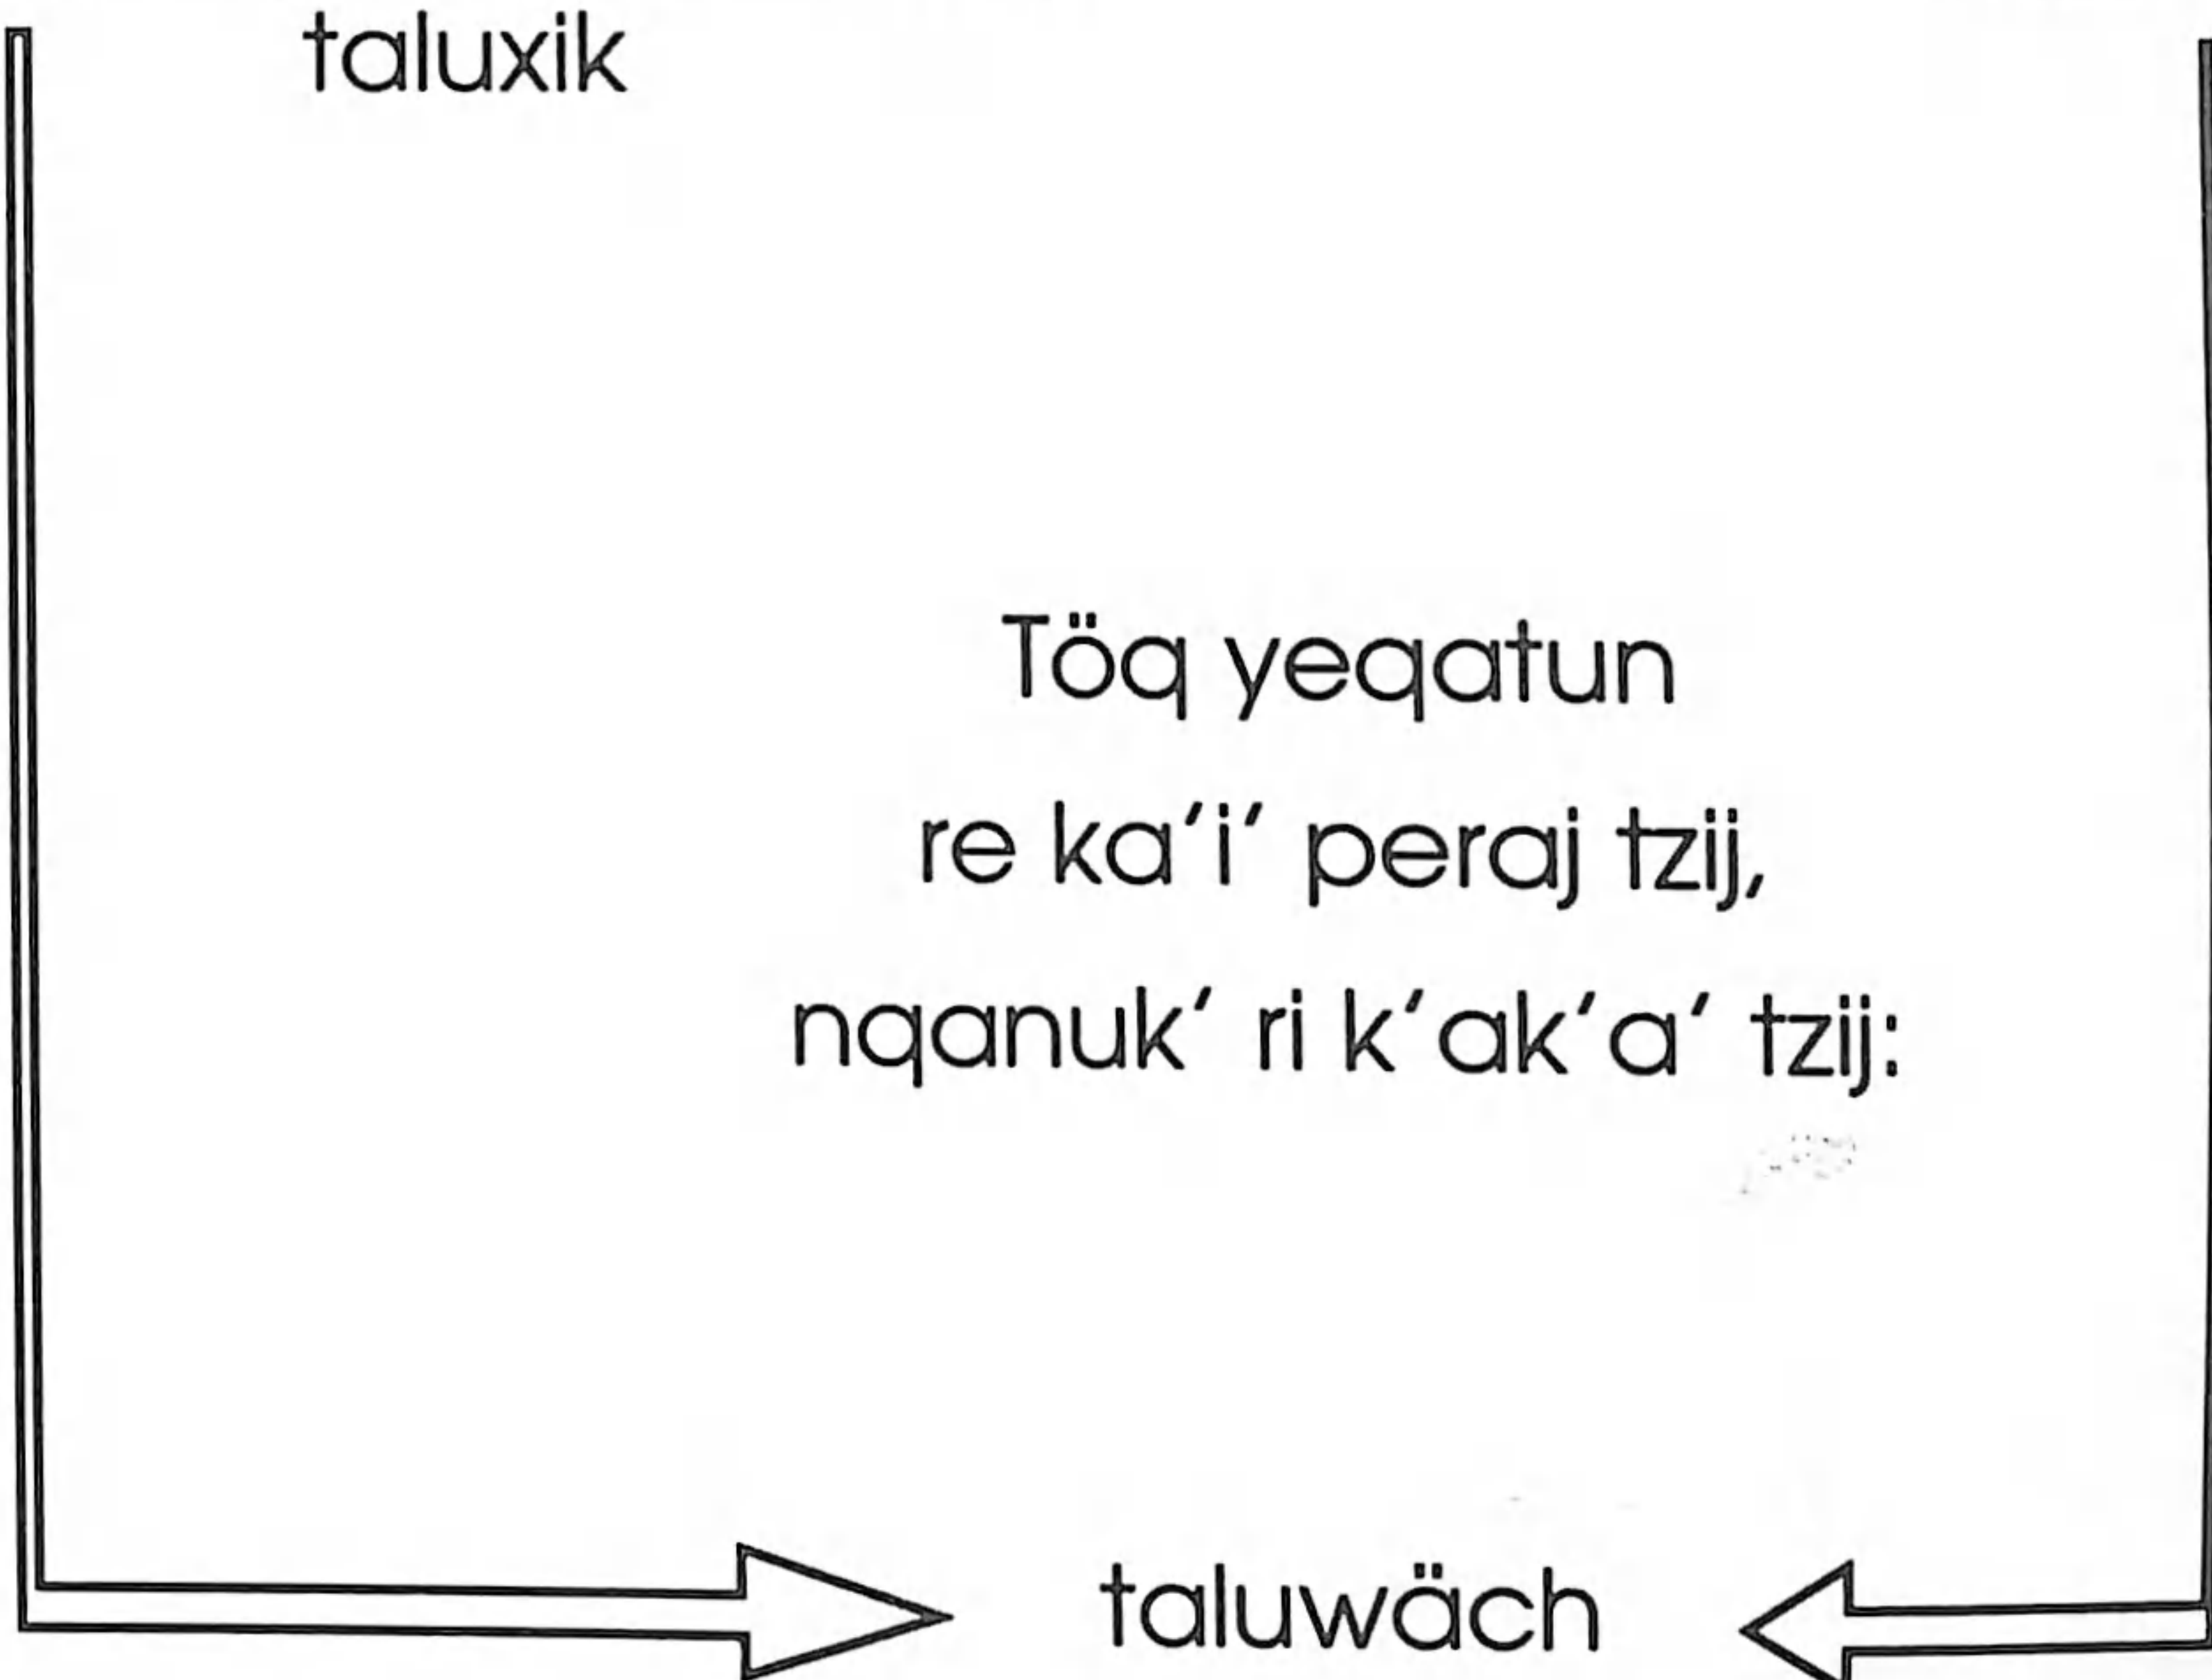 taluxik
Töq yeqatun
re ka'i' peraj tzij,
nqanuk' ri k'ak'a' tzij:
taluwäch